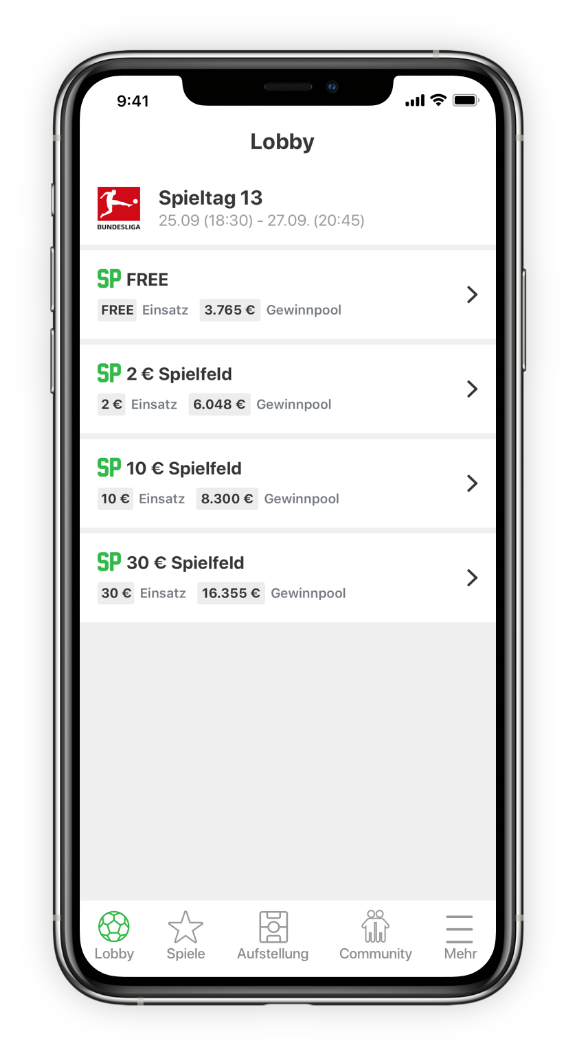 9:41
Lobby
Spieltag 13
25.09 (18:30) - 27.09. (20:45)
BUNDESLIGA
SP FREE
FREE Einsatz 3.765 € Gewinnpool
SP 2 € Spielfeld
2 € Einsatz 6.048 € Gewinnpool
SP 10 € Spielfeld
10 € Einsatz 8.300 € Gewinnpool
SP 30 € Spielfeld
30 € Einsatz 16.355 € Gewinnpool
Lobby Spiele Aufstellung Community Mehr